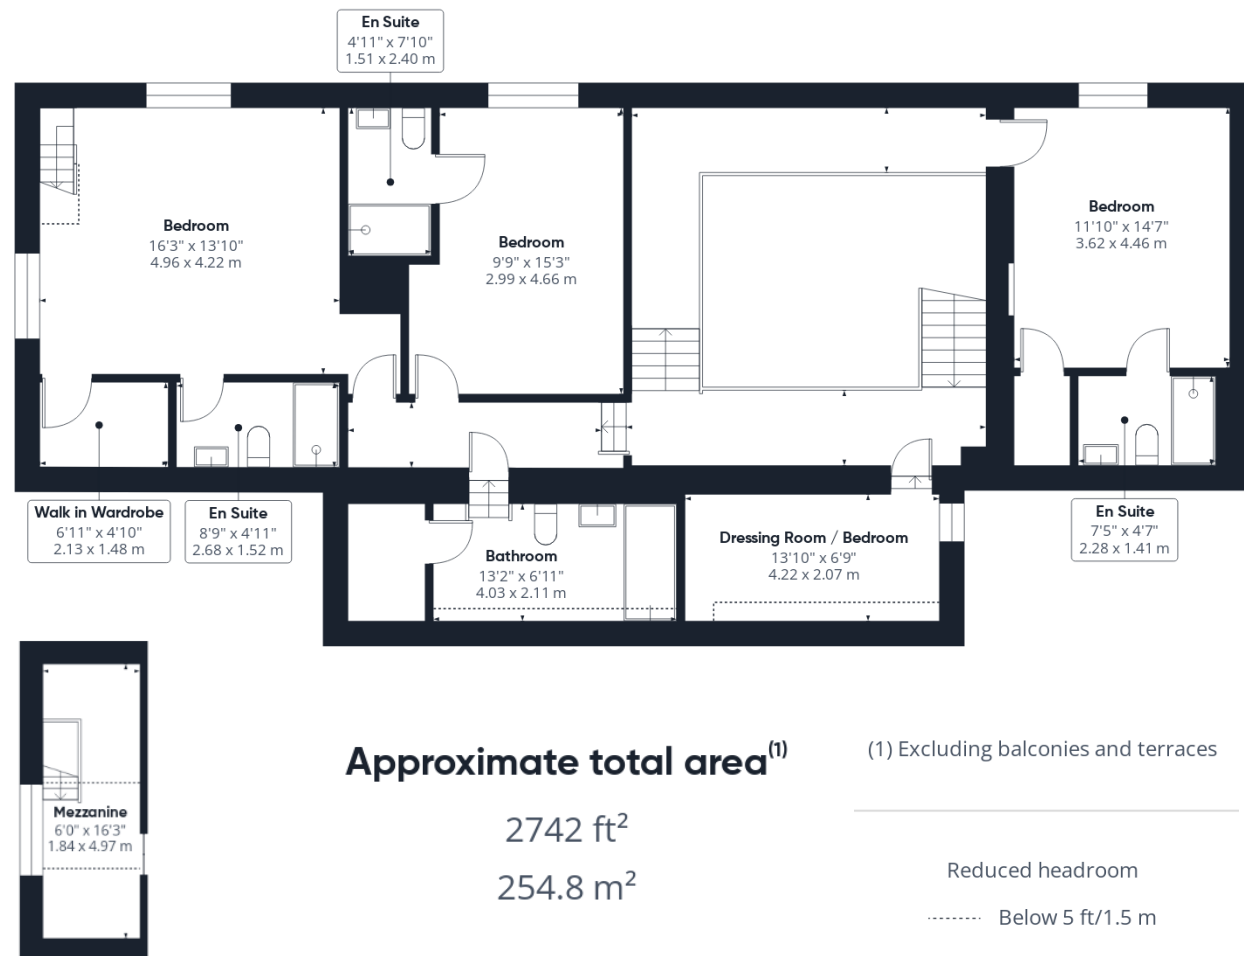 En Suite
4'11" x 7'10"
1.51 x 2.40 m
Bedroom
16'3" x 13'10"
4.96 x 4.22 m
Bedroom
9'9" x 15'3"
2.99 x 4.66 m
Bedroom
11'10" x 14'7"
3.62 x 4.46 m
Walk in Wardrobe
6'11" x 4'10"
2.13 x 1.48 m
En Suite
8'9" x 4'11"
2.68 x 1.52 m
Bathroom
13'2" x 6'11"
4.03 x 2.11 m
Dressing Room / Bedroom
13'10" x 6'9"
4.22 x 2.07 m
En Suite
7'5" x 4'7"
2.28 x 1.41 m
Mezzanine
6'0" x 16'3"
1.84 x 4.97 m
Approximate total area(1)
2742 ft²
254.8 m²
(1) Excluding balconies and terraces
Reduced headroom
Below 5 ft/1.5 m